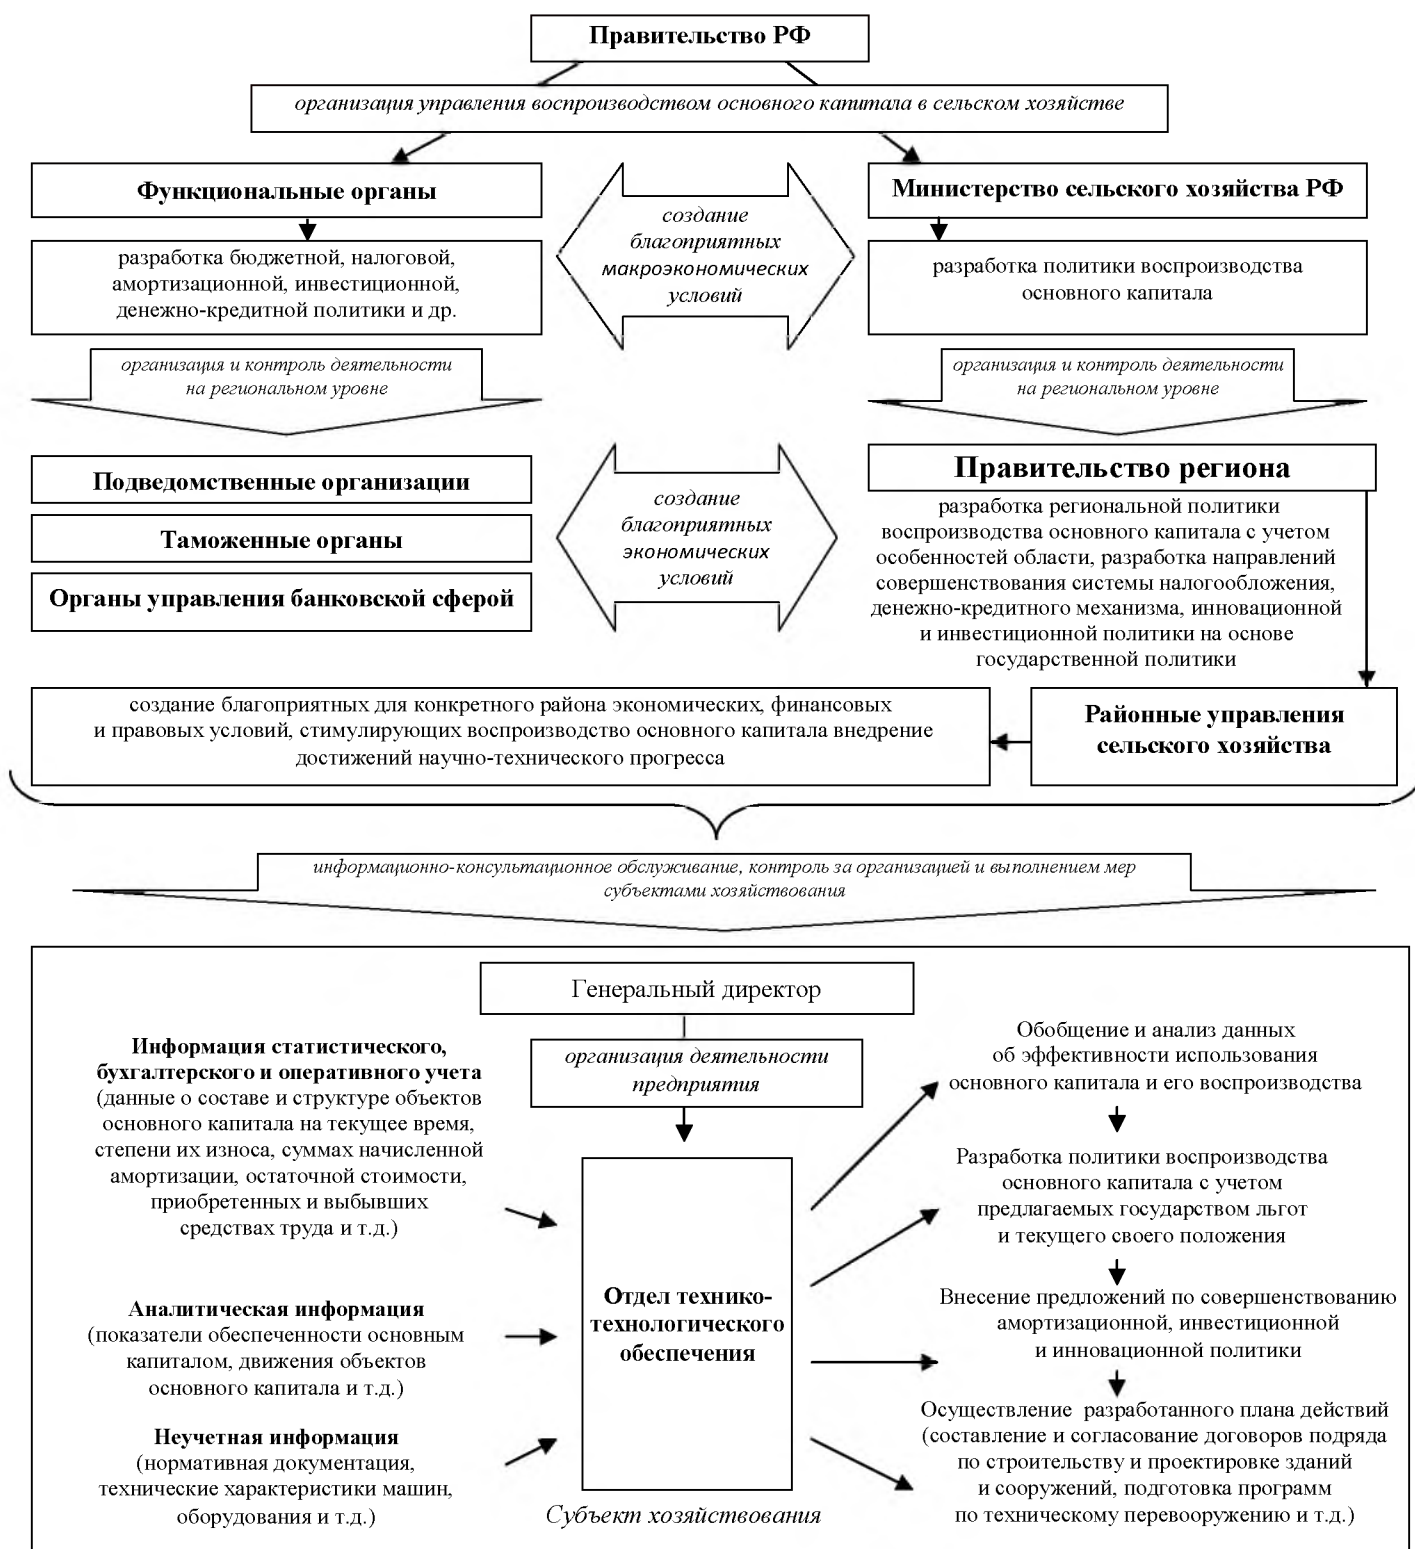 Правительство РФ
организация управления воспроизводством основного капитала в сельском хозяйстве
Функциональные органы
Министерство сельского хозяйства РФ
создание
благоприятных
макроэкономических
условий
разработка бюджетной, налоговой,
амортизационной, инвестиционной,
денежно-кредитной политики и др.
разработка политики воспроизводства
основного капитала
организация и контроль деятельности
на региональном уровне
организация и контроль деятельности
на региональном уровне
Подведомственные организации
Таможенные органы
Органы управления банковской сферой
создание
благоприятных
экономических
условий
Правительство региона
разработка региональной политики
воспроизводства основного капитала с учетом
особенностей области, разработка направлений
совершенствования системы налогообложения,
денежно-кредитного механизма, инновационной
и инвестиционной политики на основе
государственной политики
создание благоприятных для конкретного района экономических, финансовых
и правовых условий, стимулирующих воспроизводство основного капитала внедрение
достижений научно-технического прогресса
Районные управления
сельского хозяйства
информационно-консультационное обслуживание, контроль за организацией и выполнением мер
субъектами хозяйствования
Генеральный директор
организация деятельности
предприятия
Информация статистического,
бухгалтерского и оперативного учета
(данные о составе и структуре объектов
основного капитала на текущее время,
степени их износа, суммах начисленной
амортизации, остаточной стоимости,
приобретенных и выбывших
средствах труда и т.д.)
Аналитическая информация
(показатели обеспеченности основным
капиталом, движения объектов
основного капитала и т.д.)
Неучетная информация
(нормативная документация,
технические характеристики машин,
оборудования и т.д.)
Отдел технико-
технологического
обеспечения
Субъект хозяйствования
Обобщение и анализ данных
об эффективности использования
основного капитала и его воспроизводства
Разработка политики воспроизводства
основного капитала с учетом
предлагаемых государством льгот
и текущего своего положения
Внесение предложений по совершенствованию
амортизационной, инвестиционной
и инновационной политики
Осуществление разработанного плана действий
(составление и согласование договоров подряда
по строительству и проектировке зданий
и сооружений, подготовка программ
по техническому перевооружению и т.д.)